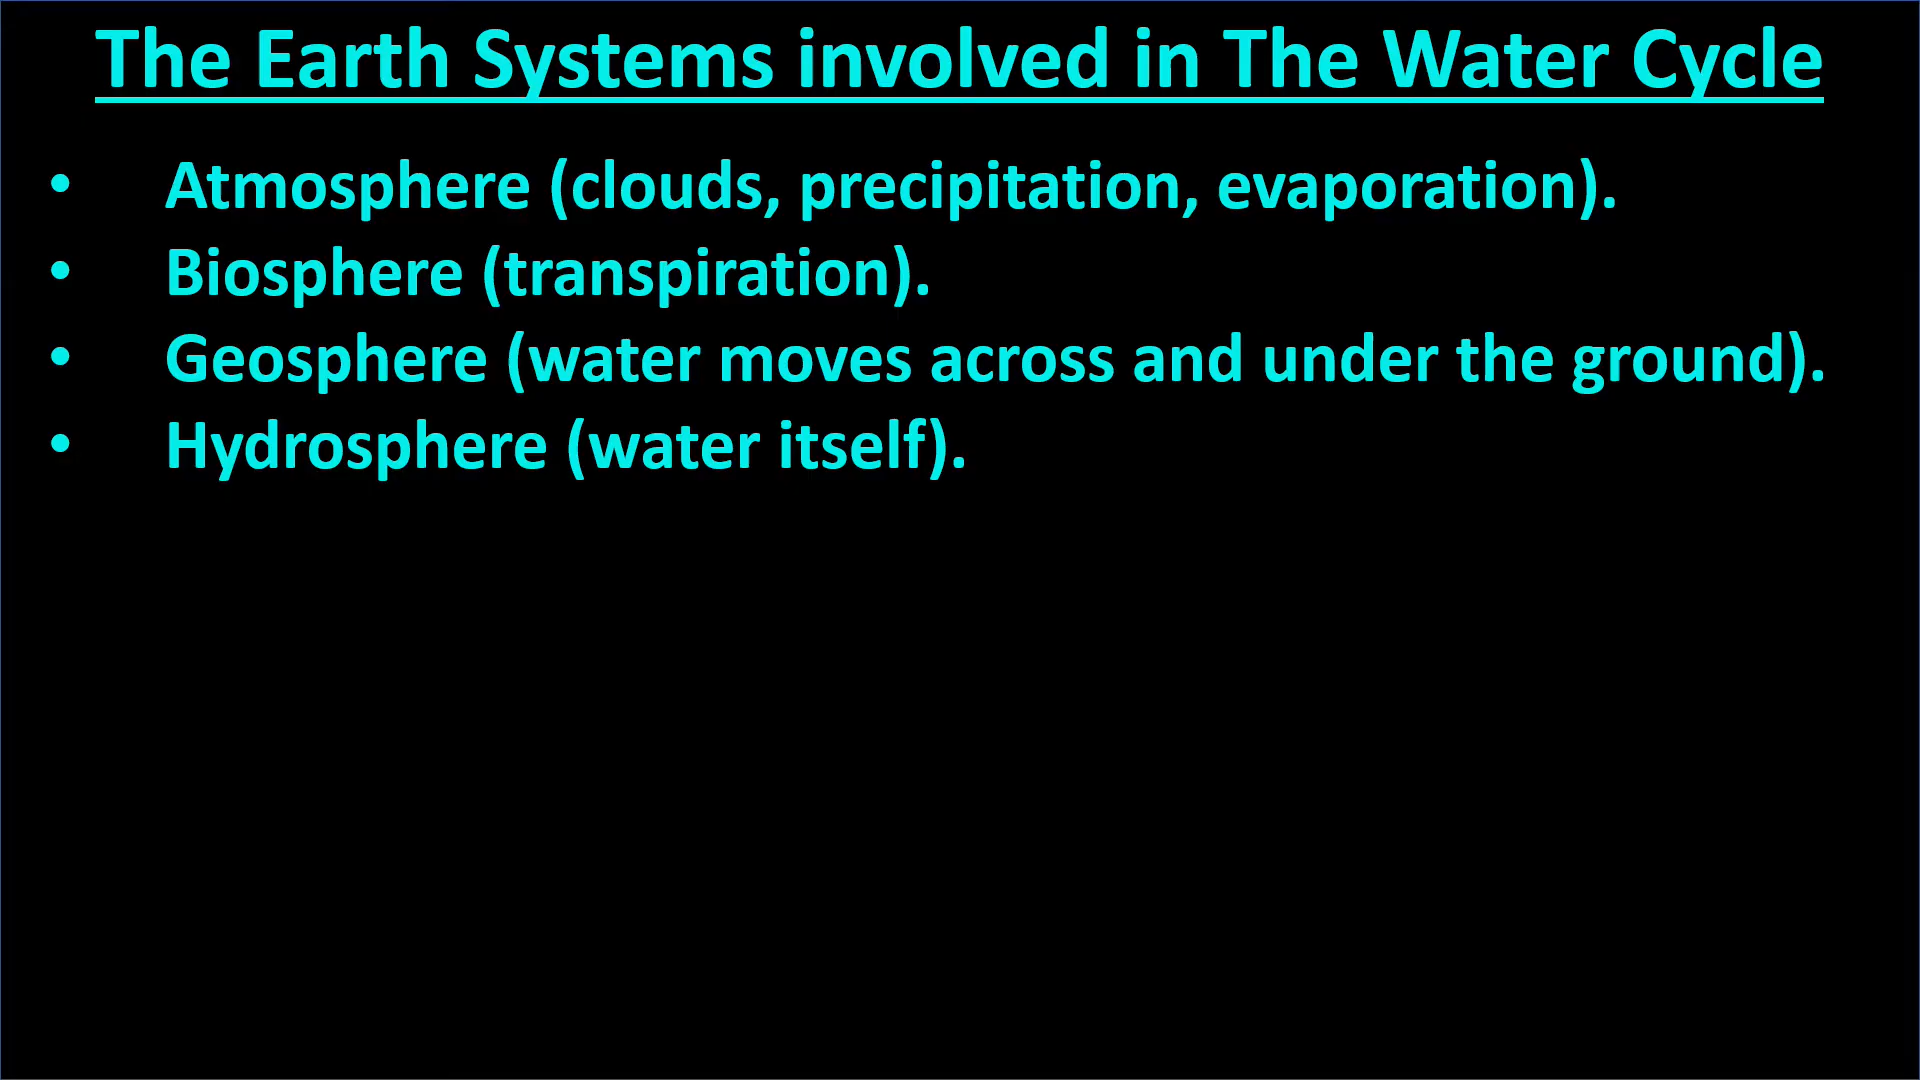 The Earth Systems involved in The Water Cycle
• Atmosphere (clouds, precipitation, evaporation).
• Biosphere (transpiration).
• Geosphere (water moves across and under the ground).
• Hydrosphere (water itself).